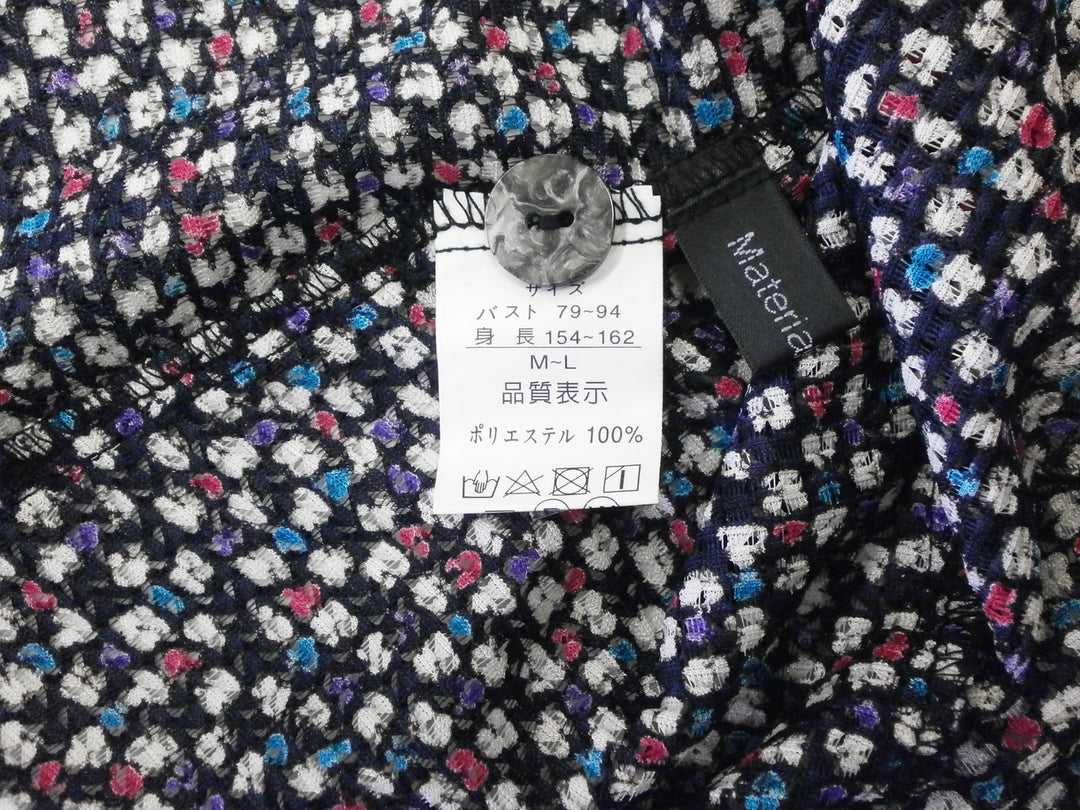 サイズ
バスト 79~94
身 長 154~162
M~L
品質表示
ポリエステル 100%
1
Materia